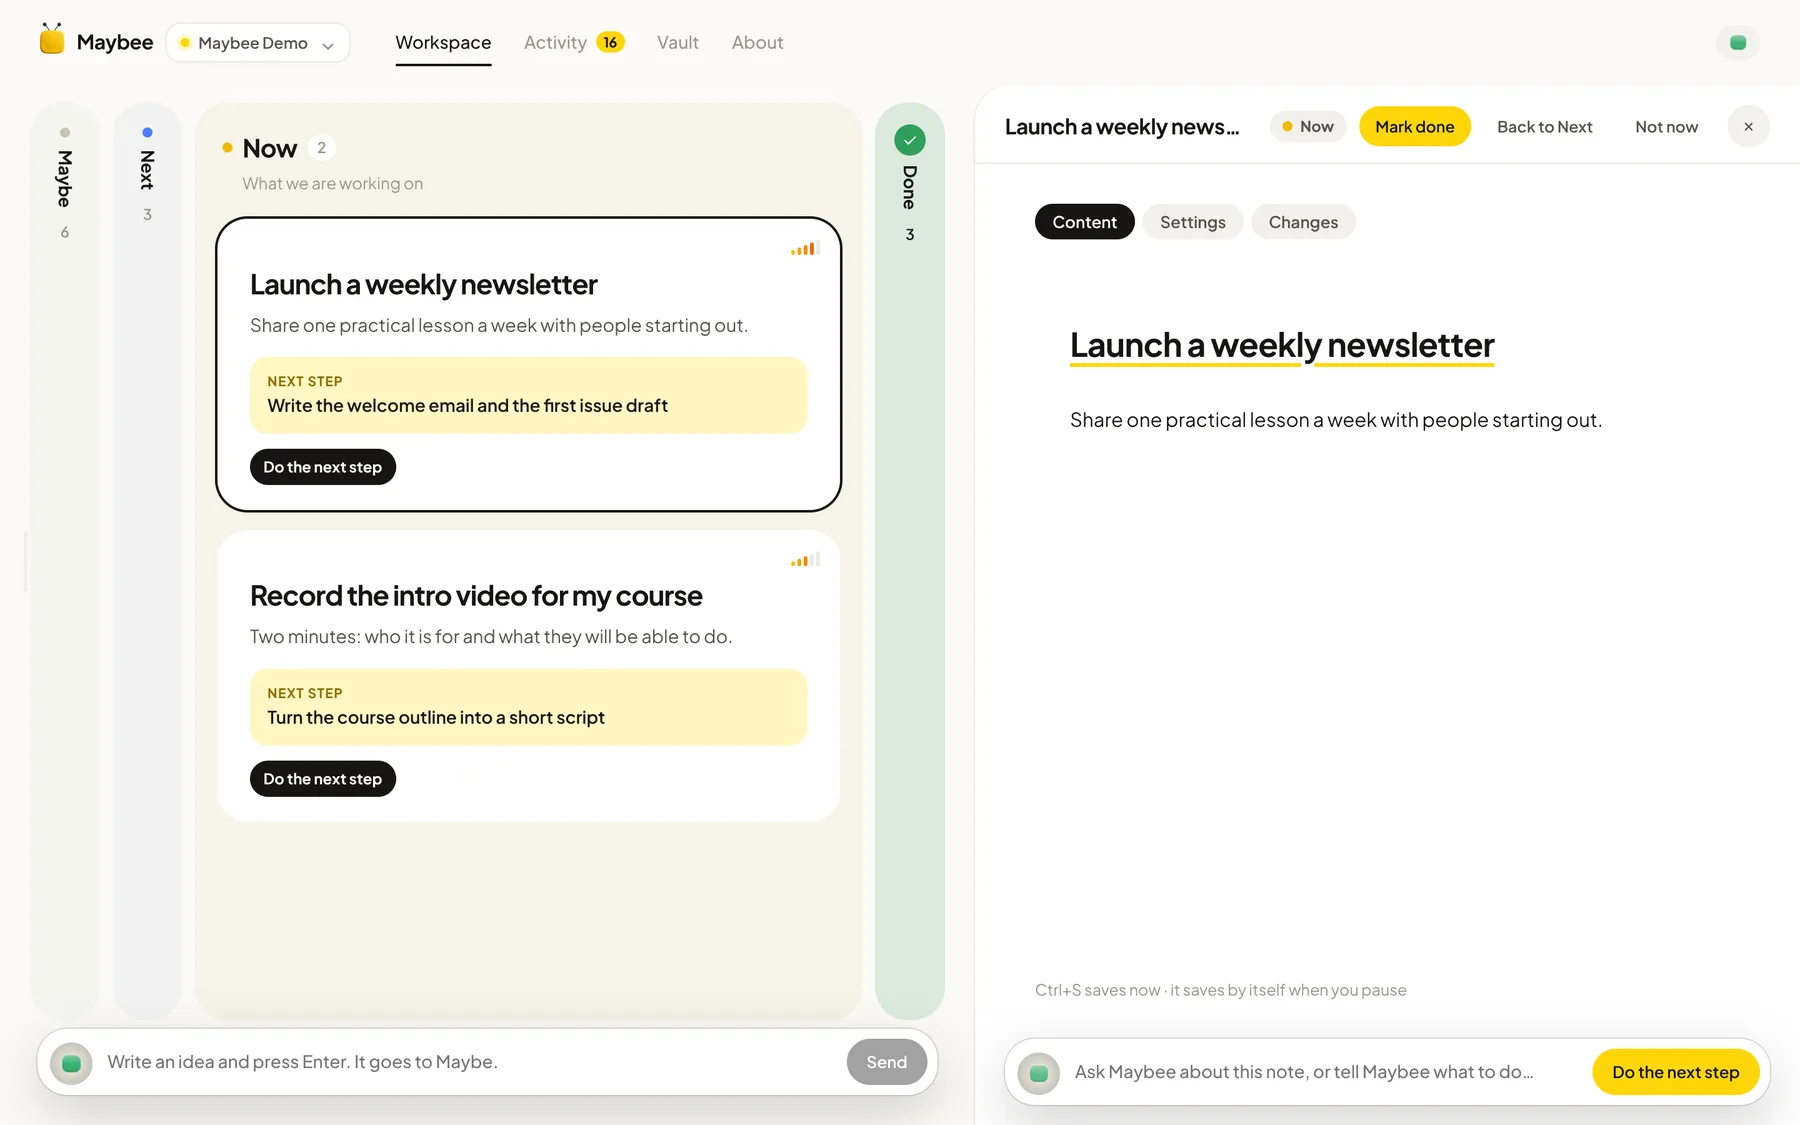 Maybee
Maybee Demo
Workspace
Activity 16
Vault
About
Maybe
6
Next
3
Now 2
What we are working on
Launch a weekly newsletter
Share one practical lesson a week with people starting out.
NEXT STEP
Write the welcome email and the first issue draft
Do the next step
Record the intro video for my course
Two minutes: who it is for and what they will be able to do.
NEXT STEP
Turn the course outline into a short script
Do the next step
Done
3
Write an idea and press Enter. It goes to Maybe.
Send
Launch a weekly news...
Now
Mark done
Back to Next
Not now
×
Content
Settings
Changes
Launch a weekly newsletter
Share one practical lesson a week with people starting out.
Ctrl+S saves now · it saves by itself when you pause
Ask Maybee about this note, or tell Maybee what to do...
Do the next step